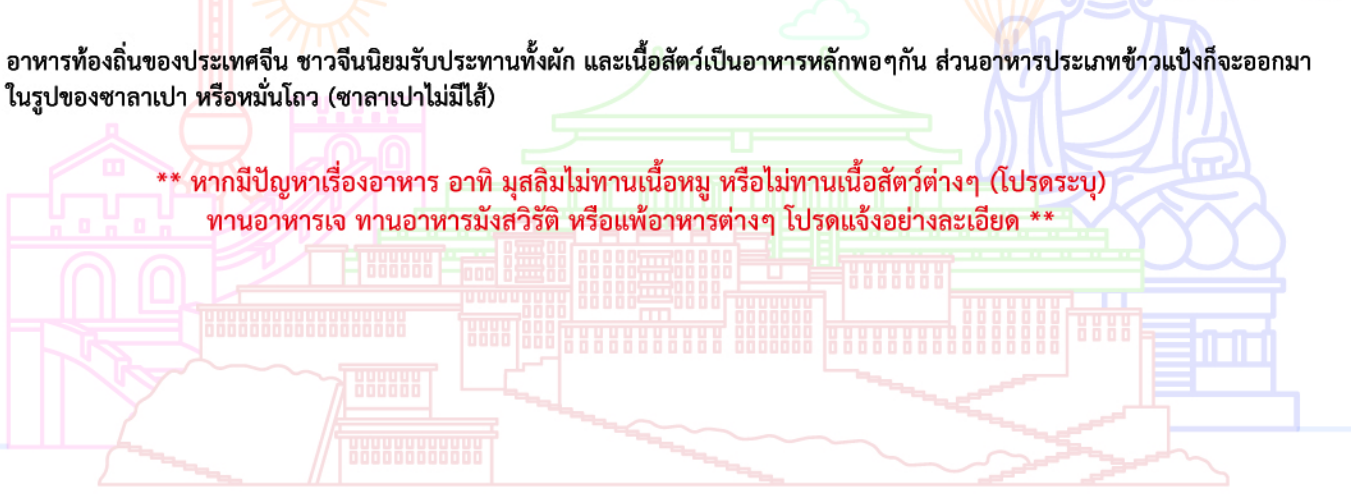 อาหารท้องถิ่นของประเทศจีน ชาวจีนนิยมรับประทานทั้งผัก และเนื้อสัตว์เป็นอาหารหลักพอๆกัน ส่วนอาหารประเภทข้าวแป้งก็จะออกมา
ในรูปของซาลาเปา หรือหมั่นโถว (ซาลาเปาไม่มีไส้)
** หากมีปัญหาเรื่องอาหาร อาทิ มุสลิมไม่ทานเนื้อหมู หรือไม่ทานเนื้อสัตว์ต่างๆ (โปรดระบุ)
ทานอาหารเจ ทานอาหารมังสวิรัติ หรือแพ้อาหารต่างๆ โปรดแจ้งอย่างละเอียด **